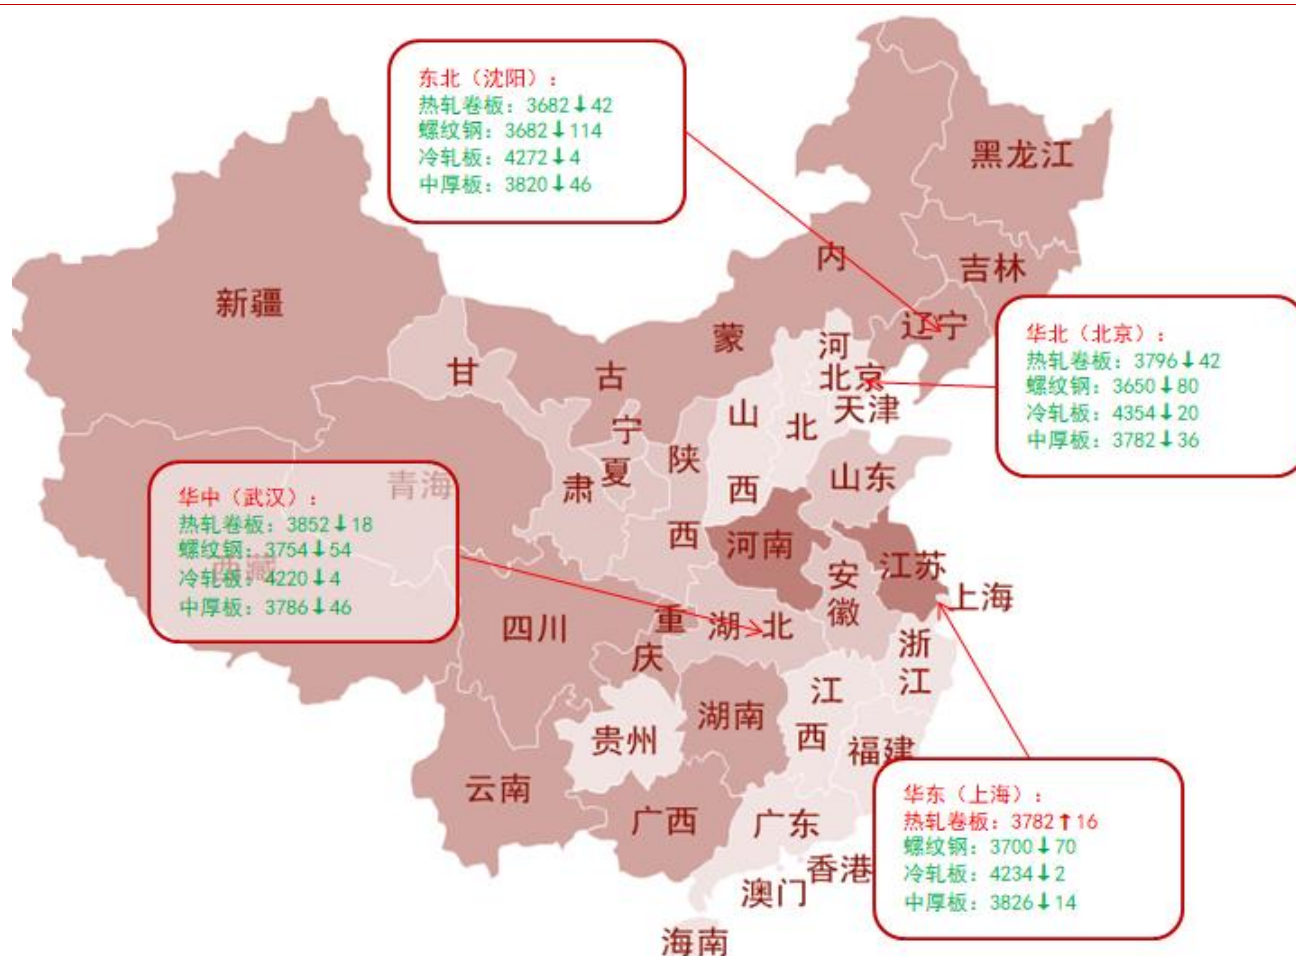 东北（沈阳）：
热轧卷板：3682↓42
螺纹钢：3682↓114
冷轧板：4272↓4
中厚板：3820↓46
黑龙江
内
吉林
新疆
辽宁
华北（北京）：
热轧卷板：3796↓42
螺纹钢：3650↓80
冷轧板：4354↓20
中厚板：3782↓36
蒙
河
甘
古
北京
山
天津
宁
北
夏
陕
山东
青海
肃
西
华中（武汉）：
热轧卷板：3852↓18
螺纹钢：3754↓54
冷轧板：4220↓4
中厚板：3786↓46
西藏
西
河南
江苏
安
徽
上海
四川
重
庆
湖北
浙
江
湖南
江
西
贵州
福建
云南
广西
广东
华东（上海）：
热轧卷板：3782↑16
螺纹钢：3700↓70
冷轧板：4234↓2
中厚板：3826↓14
香港
澳门
海南